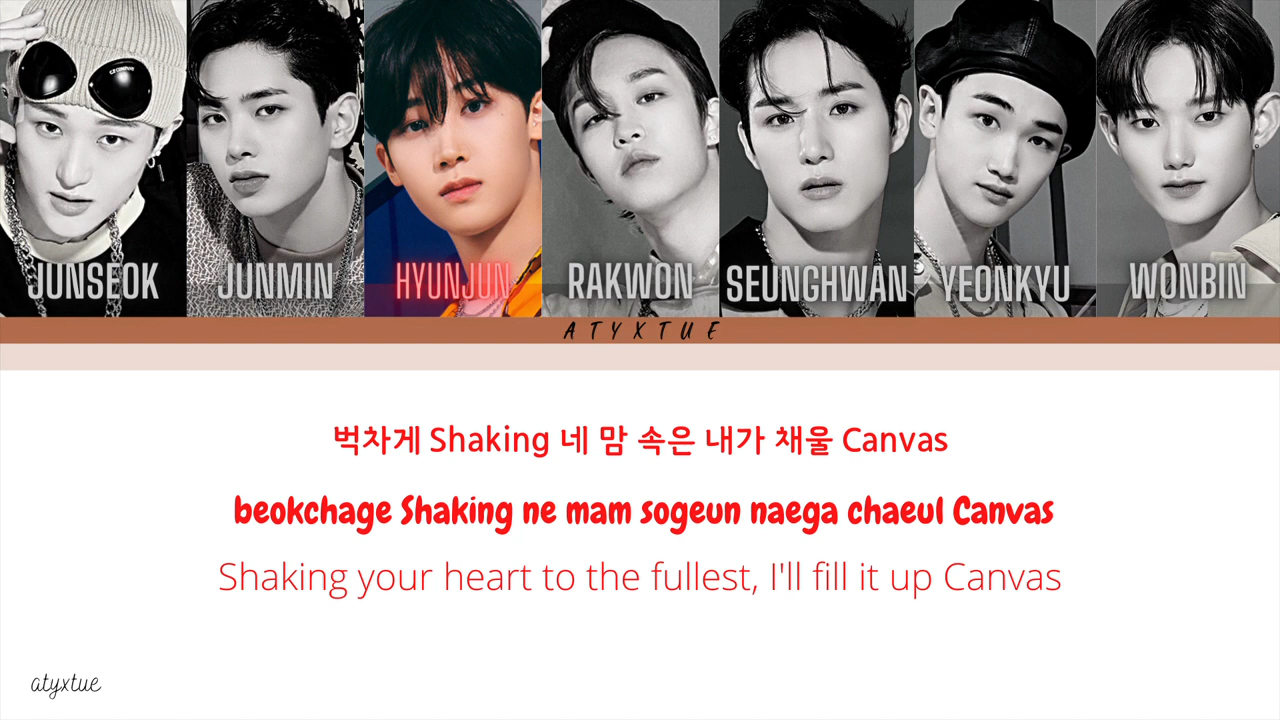 JUNSEOK JUNMIN HYUNJUN RAKWON SEUNGHWAN YEONKYU WONBIN
ATYXTUE
벅차게 Shaking 네 맘 속은 내가 채울 Canvas
beokchage Shaking ne mam sogeun naega chaeul Canvas
Shaking your heart to the fullest, I'll fill it up Canvas
atyxtue